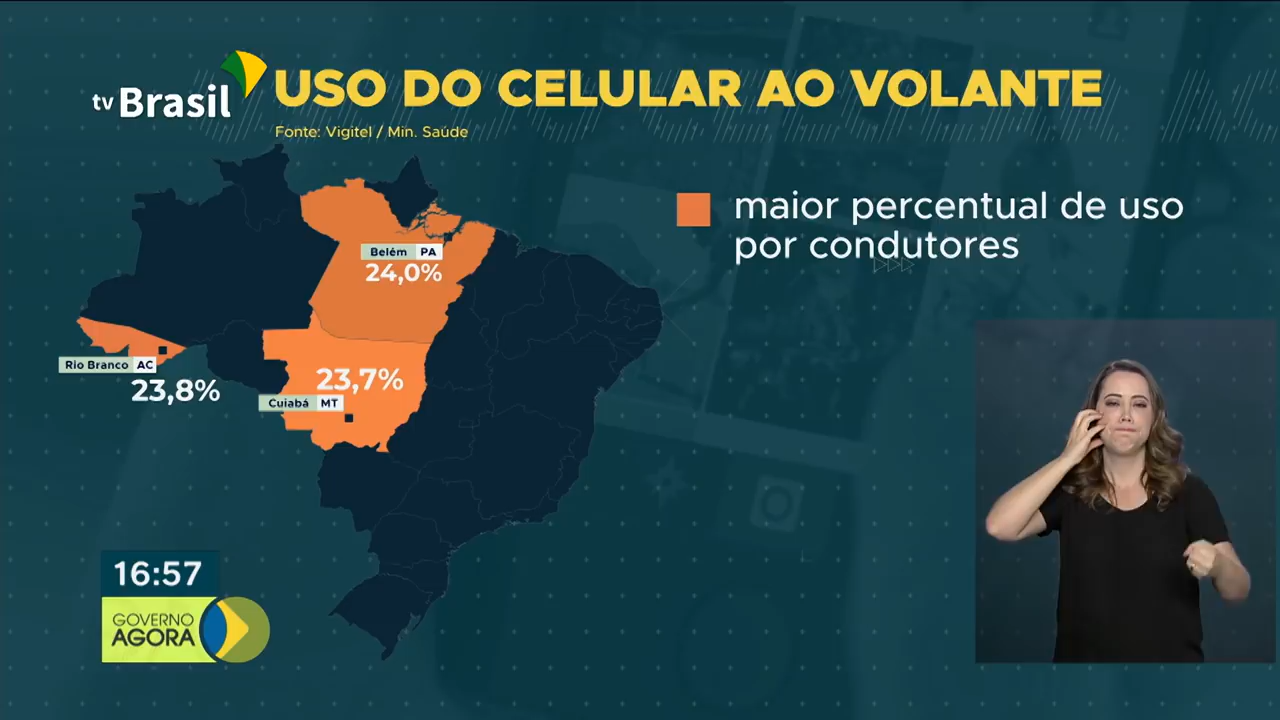 tv Brasil
USO DO CELULAR AO VOLANTE
Fonte: Vigitel / Min. Saúde
maior percentual de uso
por condutores
Belém PA
24,0%
Rio Branco AC
23,8%
23,7%
Cuiabá MT
16:57
GOVERNO
AGORA